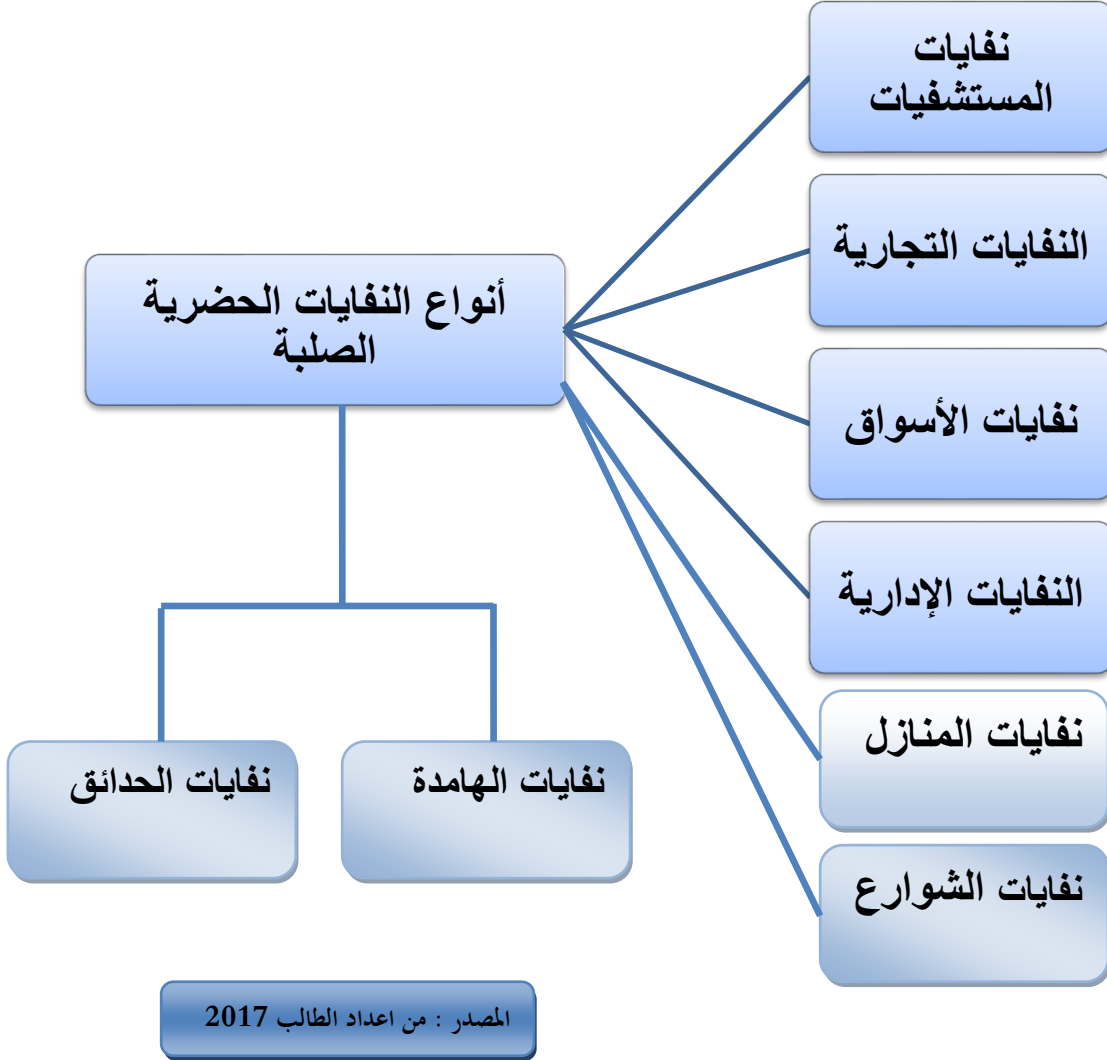 نفايات
المستشفيات
النفايات التجارية
أنواع النفايات الحضرية
الصلبة
نفايات الأسواق
النفايات الإدارية
نفايات المنازل
نفايات الهامدة
نفايات الحدائق
نفايات الشوارع
المصدر : من اعداد الطالب 2017